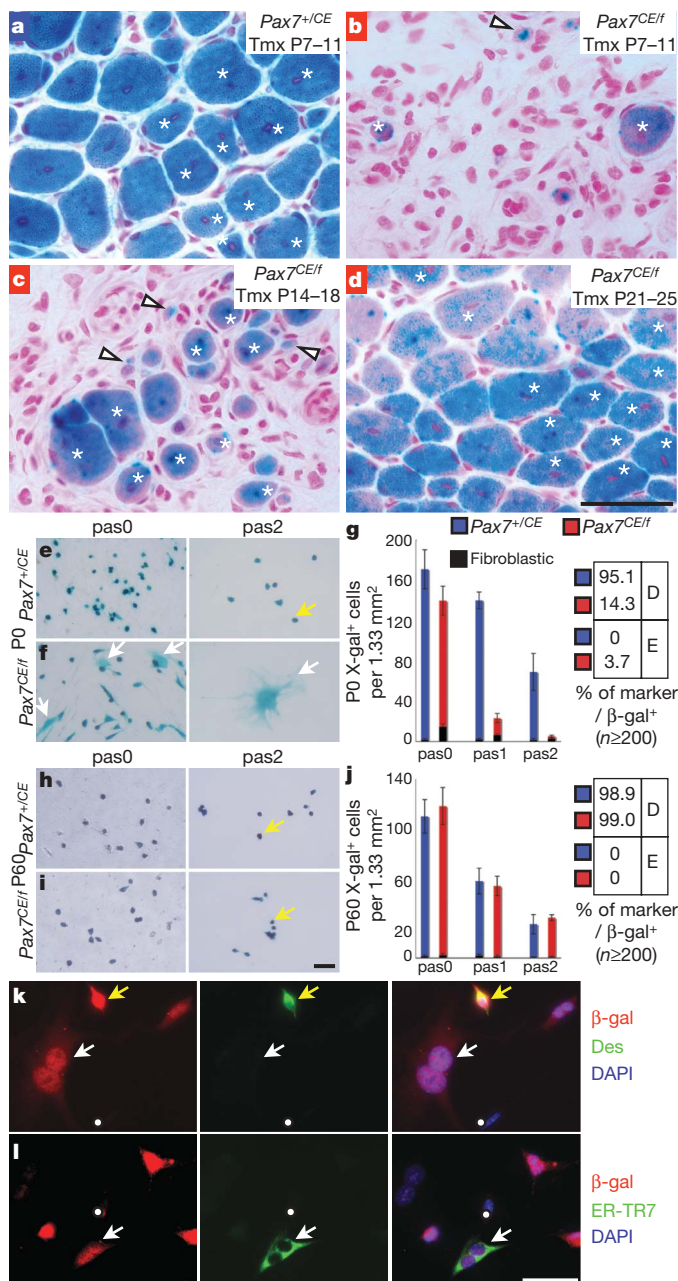 a
Pax7+/CE
Tmx P7–11
b
Pax7CE/f
Tmx P7–11
c
Pax7CE/f
Tmx P14–18
d
Pax7CE/f
Tmx P21–25
pas0
pas2
e
Pax7+/CE
f
Pax7CE/f
P0
g
Pax7+/CE
Pax7CE/f
Fibroblastic
P0 X-gal+ cells
per 1.33 mm2
200
160
120
80
40
0
pas0
pas1
pas2
95.1
14.3
D
0
3.7
E
% of marker
/ β-gal+
(n≥200)
pas0
pas2
h
Pax7+/CE
i
Pax7CE/f
P60
j
P60 X-gal+ cells
per 1.33 mm2
140
100
60
20
0
pas0
pas1
pas2
98.9
99.0
D
0
0
E
% of marker
/ β-gal+
(n≥200)
k
β-gal
Des
DAPI
l
β-gal
ER-TR7
DAPI